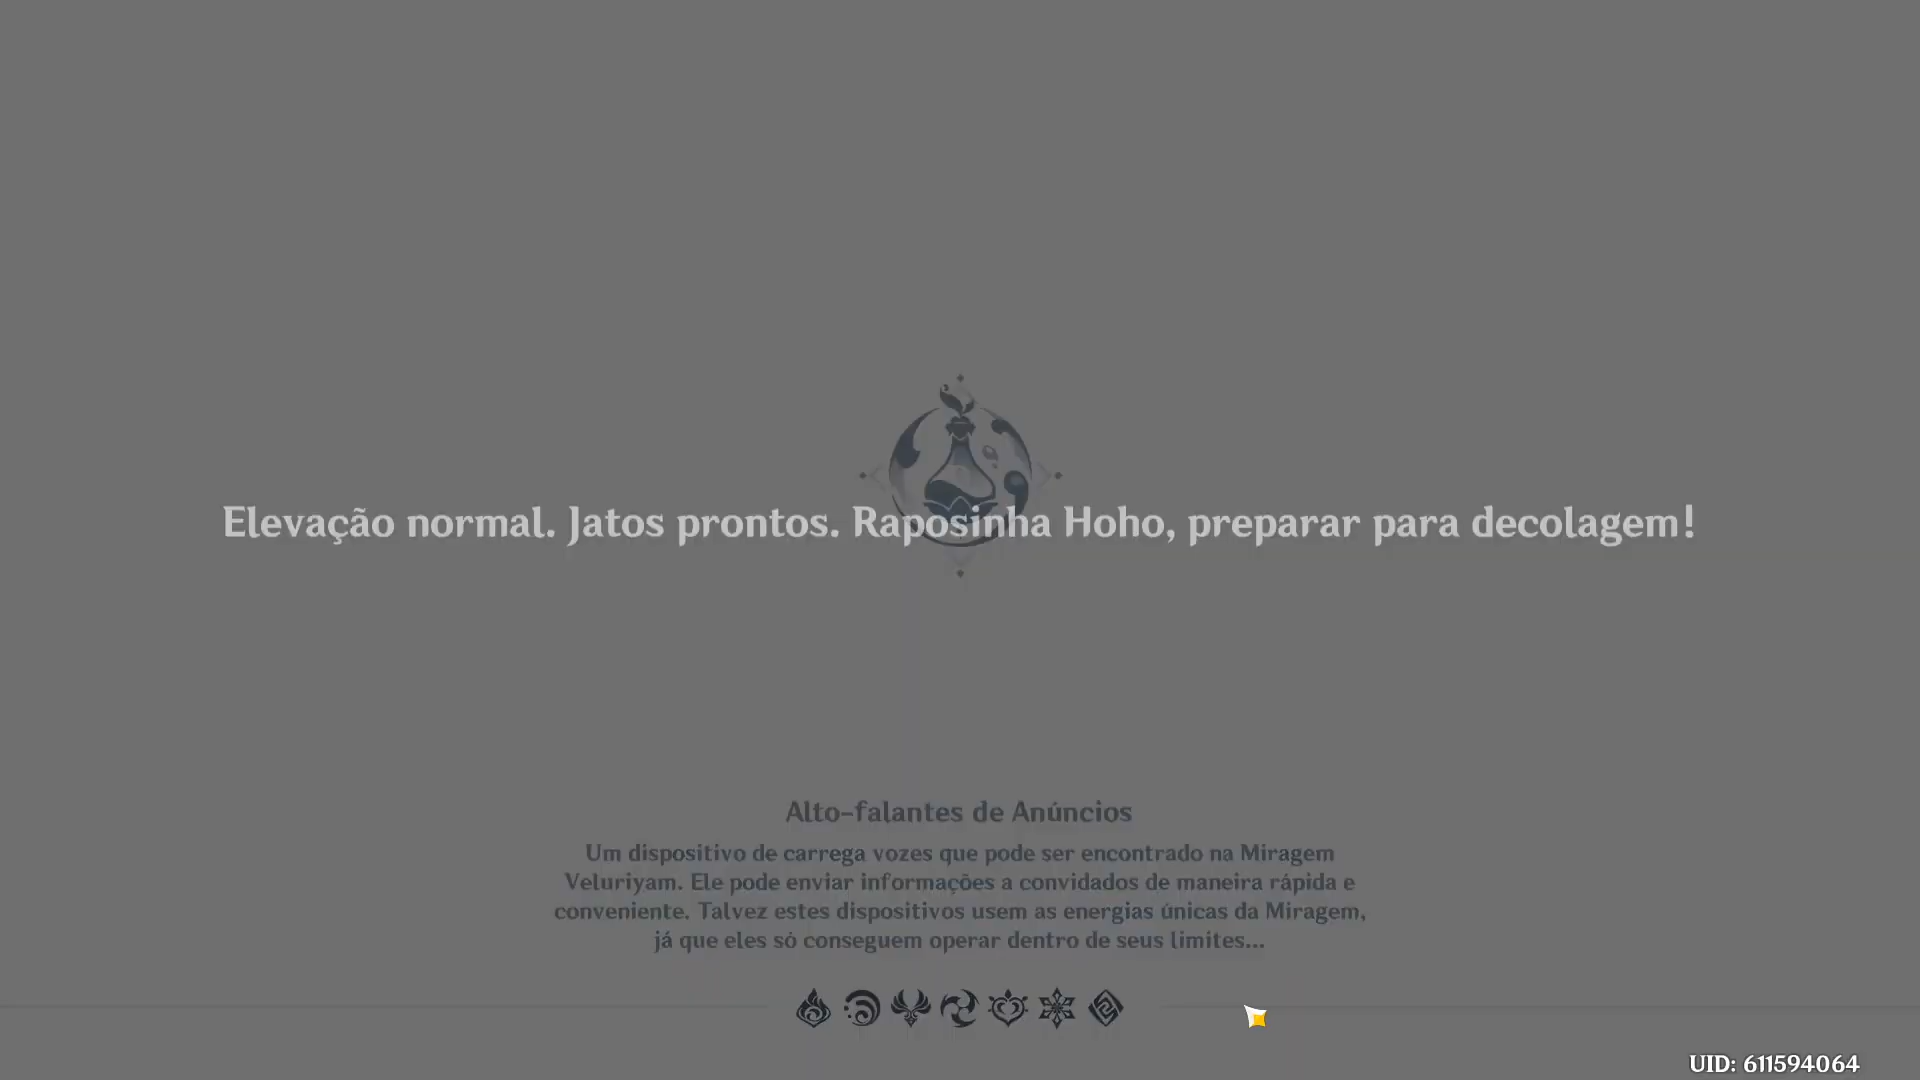 Elevação normal. Jatos prontos. Raposinha Hoho, preparar para decolagem!
Alto-falantes de Anúncios
Um dispositivo de carrega vozes que pode ser encontrado na Miragem
Veluriyam. Ele pode enviar informações a convidados de maneira rápida e
conveniente. Talvez estes dispositivos usem as energias únicas da Miragem,
já que eles só conseguem operar dentro de seus limites...
UID: 611594064